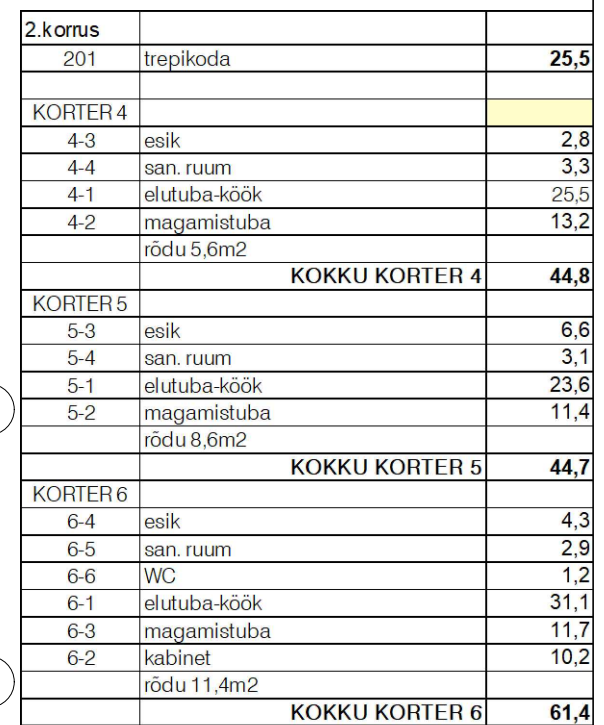 2.korrus
201 trepikoda 25,5
KORTER 4
4-3 esik 2,8
4-4 san. ruum 3,3
4-1 elutuba-köök 25,5
4-2 magamistuba 13,2
rõdu 5,6m2
KOKKU KORTER 4 44,8
KORTER 5
5-3 esik 6,6
5-4 san. ruum 3,1
5-1 elutuba-köök 23,6
5-2 magamistuba 11,4
rõdu 8,6m2
KOKKU KORTER 5 44,7
KORTER 6
6-4 esik 4,3
6-5 san. ruum 2,9
6-6 WC 1,2
6-1 elutuba-köök 31,1
6-3 magamistuba 11,7
6-2 kabinet 10,2
rõdu 11,4m2
KOKKU KORTER 6 61,4